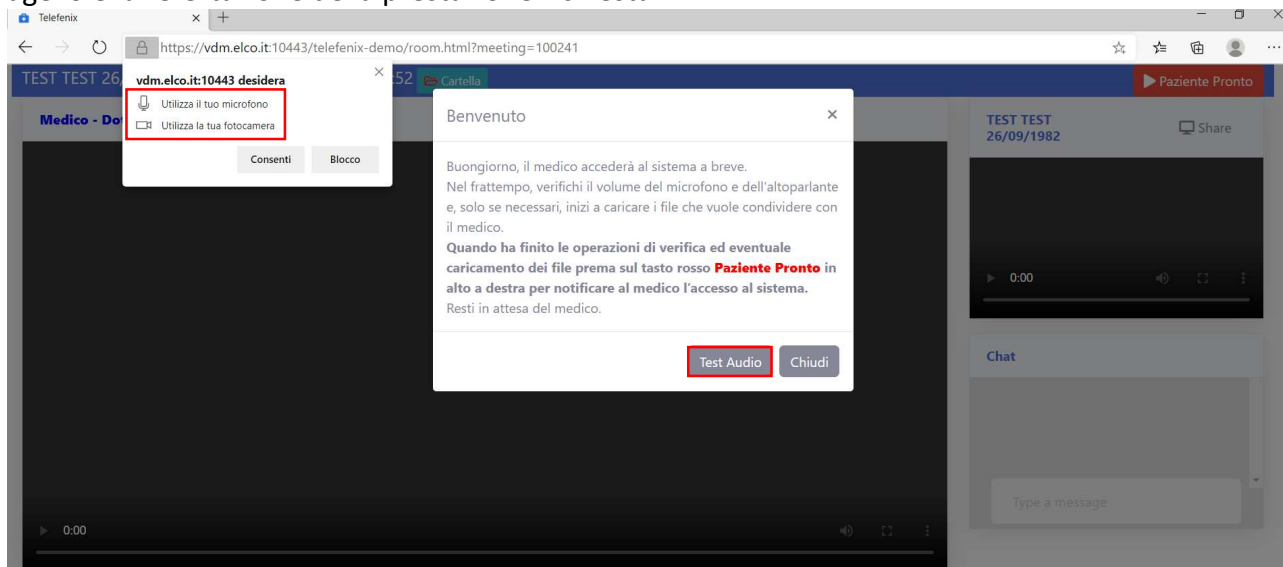 Telefenix
https://vdm.elco.it:10443/telefenix-demo/room.html?meeting=100241
TEST TEST 26/
:52
Cartella
Paziente Pronto
vdm.elco.it:10443 desidera
Utilizza il tuo microfono
Utilizza la tua fotocamera
Consenti Blocco
Medico - Do
Benvenuto
Buongiorno, il medico accederà al sistema a breve.
Nel frattempo, verifichi il volume del microfono e dell'altoparlante
e, solo se necessari, inizi a caricare i file che vuole condividere con
il medico.
Quando ha finito le operazioni di verifica ed eventuale
caricamento dei file prema sul tasto rosso Paziente Pronto in
alto a destra per notificare al medico l’accesso al sistema.
Resti in attesa del medico.
Test Audio Chiudi
TEST TEST
26/09/1982
Share
0:00
Chat
Type a message
0:00